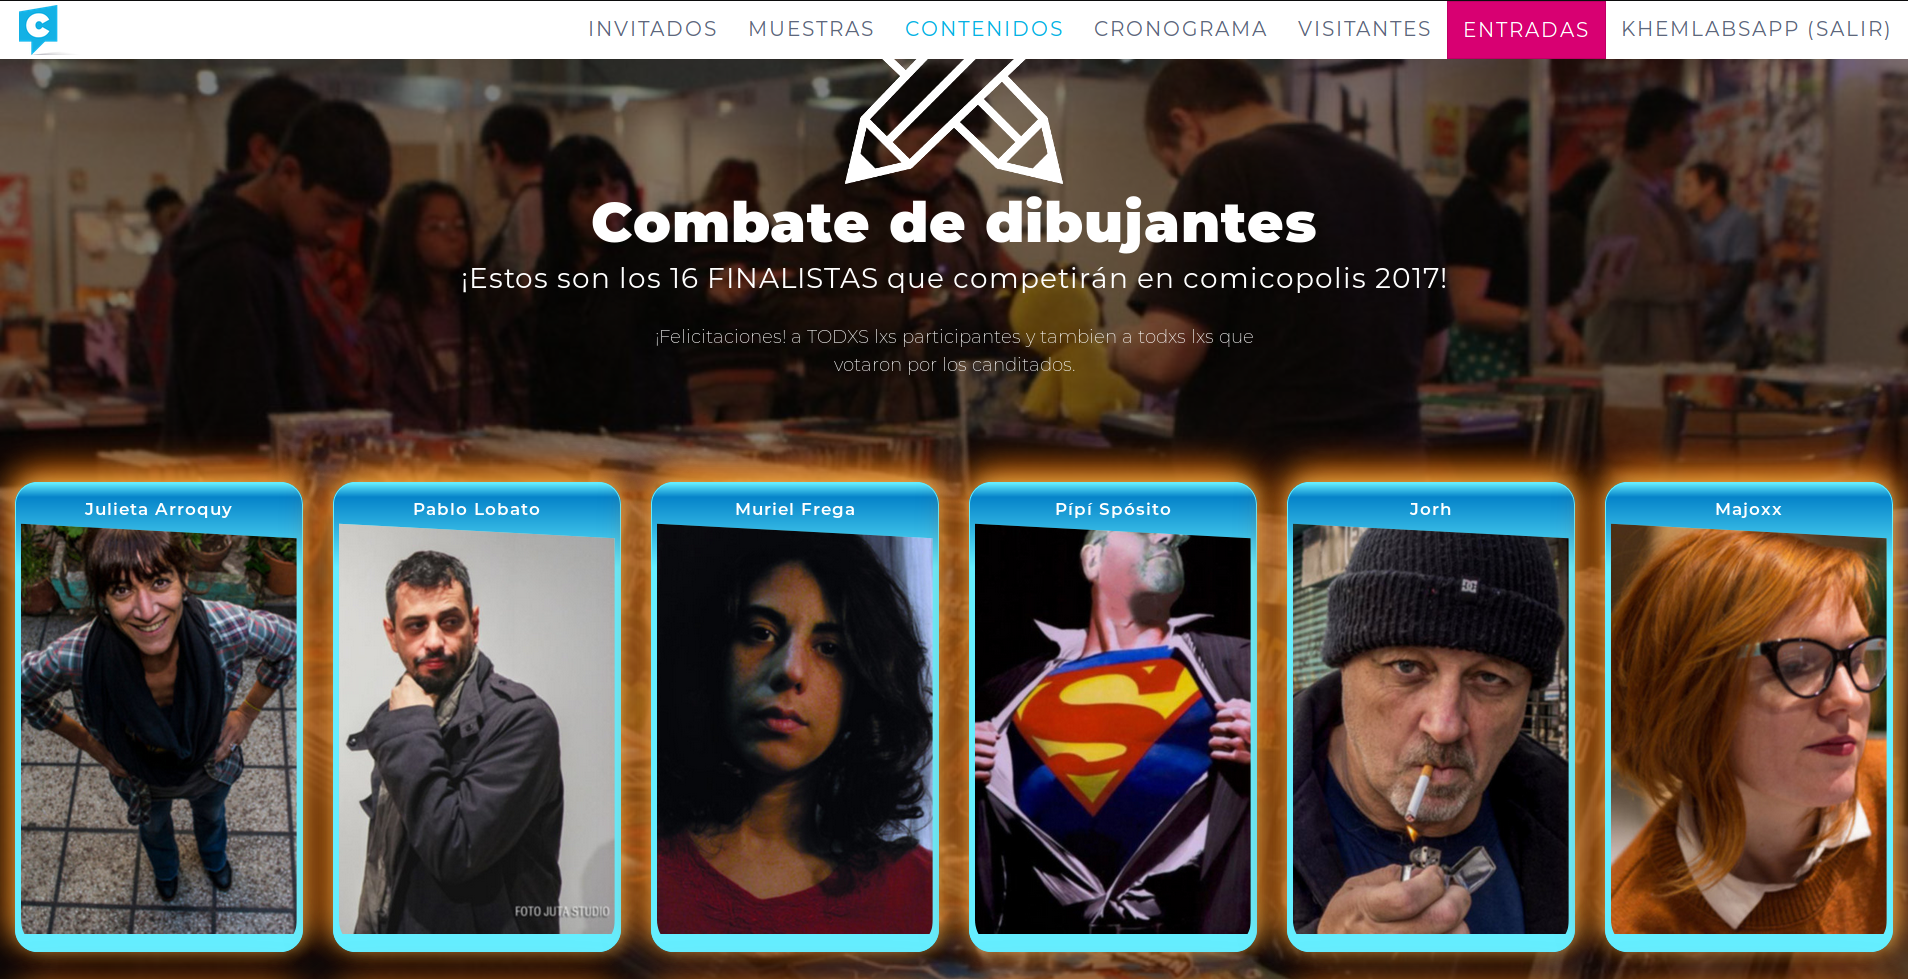 C
INVITADOS MUESTRAS CONTENIDOS CRONOGRAMA VISITANTES ENTRADAS KHEMLABSAPP (SALIR)
Combate de dibujantes
¡Estos son los 16 FINALISTAS que competirán en comicopolis 2017!
¡Felicitaciones! a TODXS lxs participantes y tambien a todxs lxs que
votaron por los canditados.
Julieta Arroquy
Pablo Lobato
Muriel Frega
Pípí Spósito
Jorh
Majoxx
S
DC
FOTO JUTA STUDIO